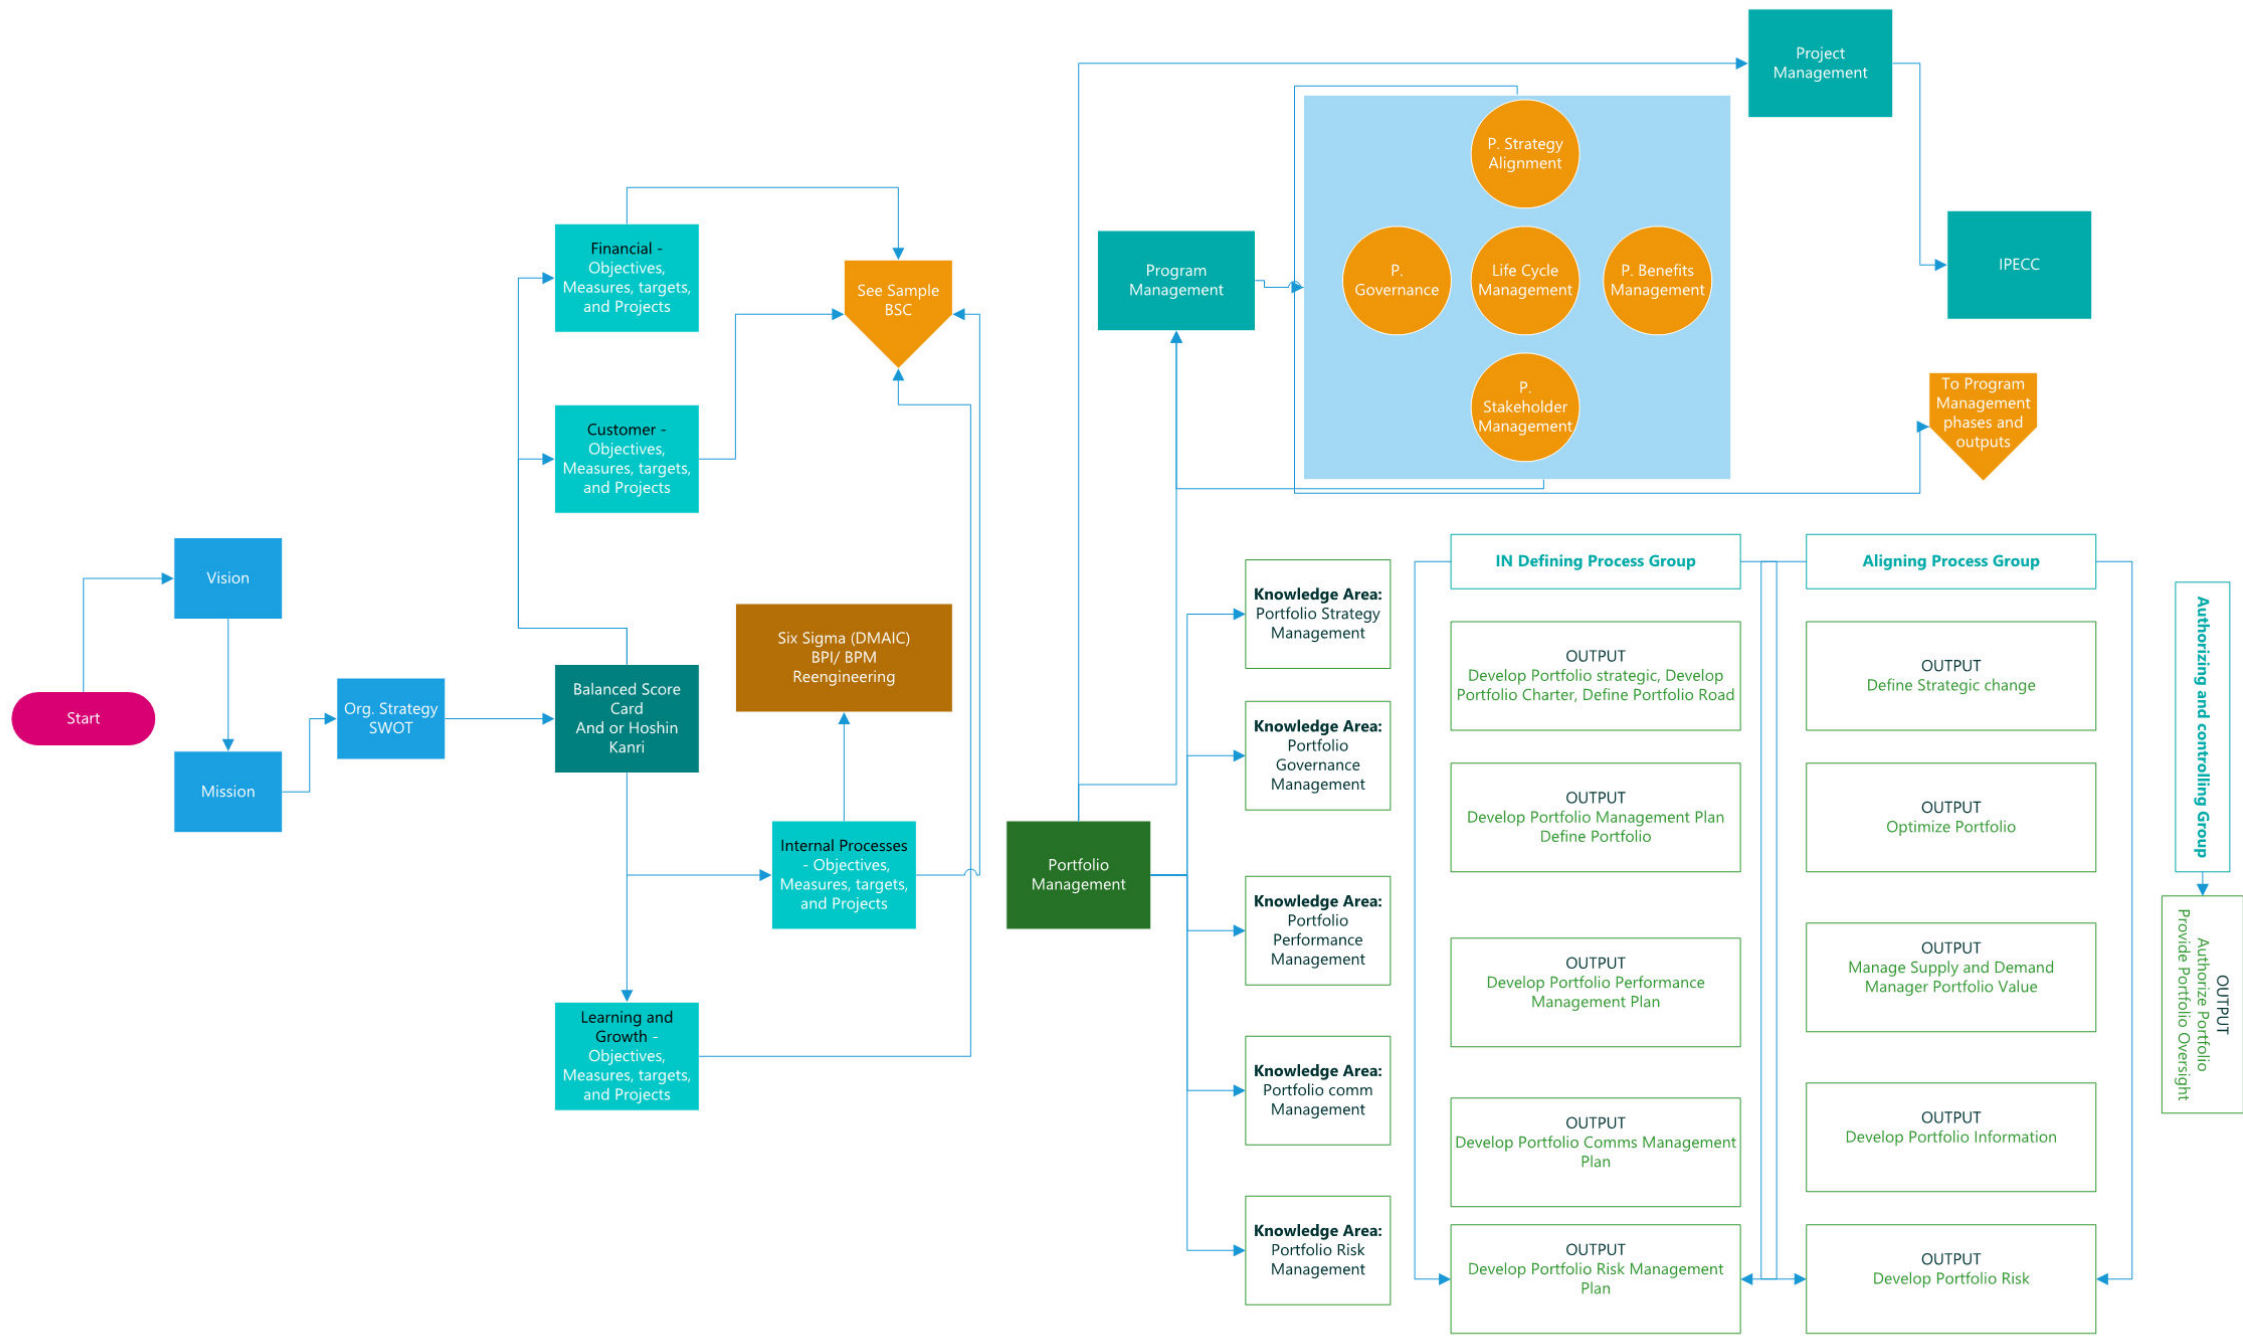 Start
Vision
Mission
Org. Strategy
SWOT
Balanced Score
Card
And or Hoshin
Kanri
Financial -
Objectives,
Measures, targets,
and Projects
Customer -
Objectives,
Measures, targets,
and Projects
See Sample
BSC
Six Sigma (DMAIC)
BPI/ BPM
Reengineering
Internal Processes
- Objectives,
Measures, targets,
and Projects
Learning and
Growth -
Objectives,
Measures, targets,
and Projects
Portfolio
Management
Program
Management
P. Strategy
Alignment
P.
Governance
Life Cycle
Management
P. Benefits
Management
P.
Stakeholder
Management
Project
Management
IPECC
To Program
Management
phases and
outputs
Knowledge Area:
Portfolio Strategy
Management
Knowledge Area:
Portfolio
Governance
Management
Knowledge Area:
Portfolio
Performance
Management
Knowledge Area:
Portfolio comm
Management
Knowledge Area:
Portfolio Risk
Management
IN Defining Process Group
OUTPUT
Develop Portfolio strategic, Develop
Portfolio Charter, Define Portfolio Road
OUTPUT
Develop Portfolio Management Plan
Define Portfolio
OUTPUT
Develop Portfolio Performance
Management Plan
OUTPUT
Develop Portfolio Comms Management
Plan
OUTPUT
Develop Portfolio Risk Management
Plan
Aligning Process Group
OUTPUT
Define Strategic change
OUTPUT
Optimize Portfolio
OUTPUT
Manage Supply and Demand
Manager Portfolio Value
OUTPUT
Develop Portfolio Information
OUTPUT
Develop Portfolio Risk
Authorizing and controlling Group
OUTPUT
Authorize Portfolio
Provide Portfolio Oversight